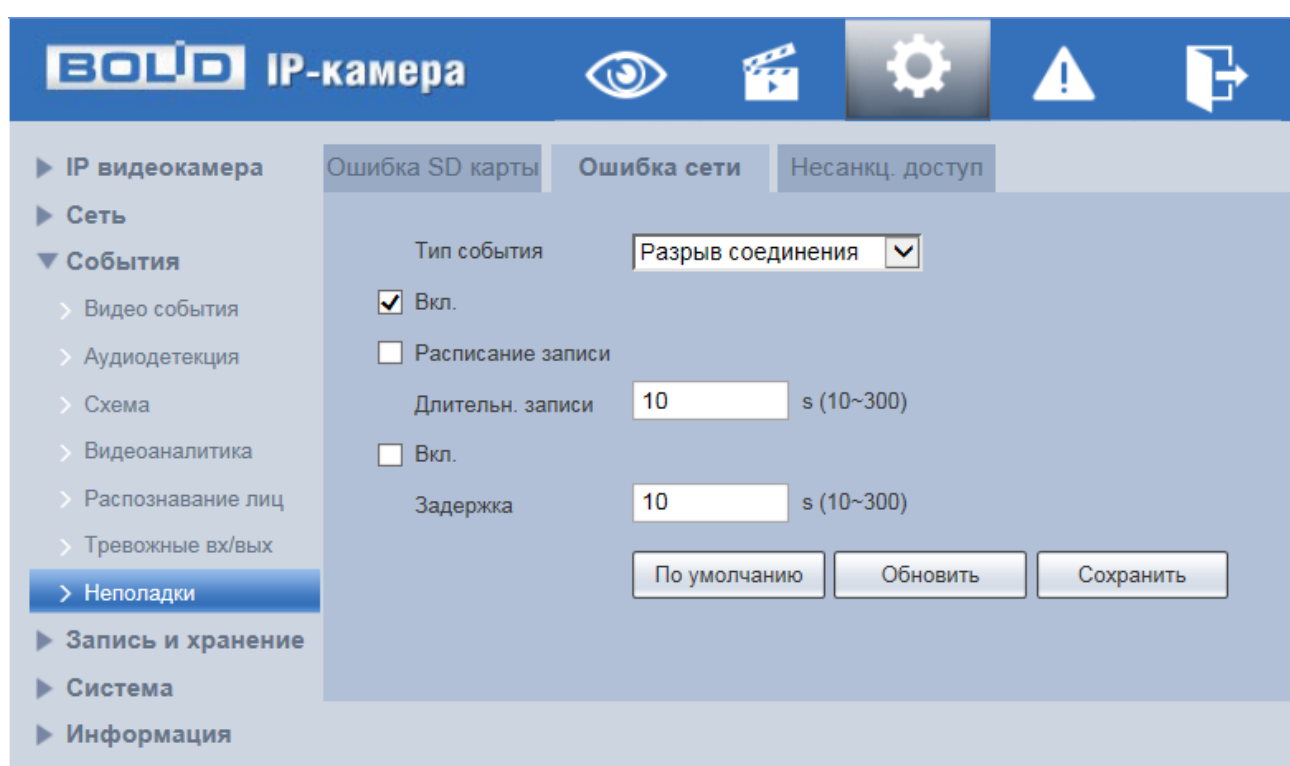 BOLID IP-камера
IP видеокамера
Сеть
События
Видео события
Аудиодетекция
Схема
Видеоаналитика
Распознавание лиц
Тревожные вх/вых
Неполадки
Запись и хранение
Система
Информация
Ошибка SD карты Ошибка сети Несанкц. доступ
Тип события Разрыв соединения
Вкл.
Расписание записи
Длительн. записи 10 s (10~300)
Вкл.
Задержка 10 s (10~300)
По умолчанию Обновить Сохранить